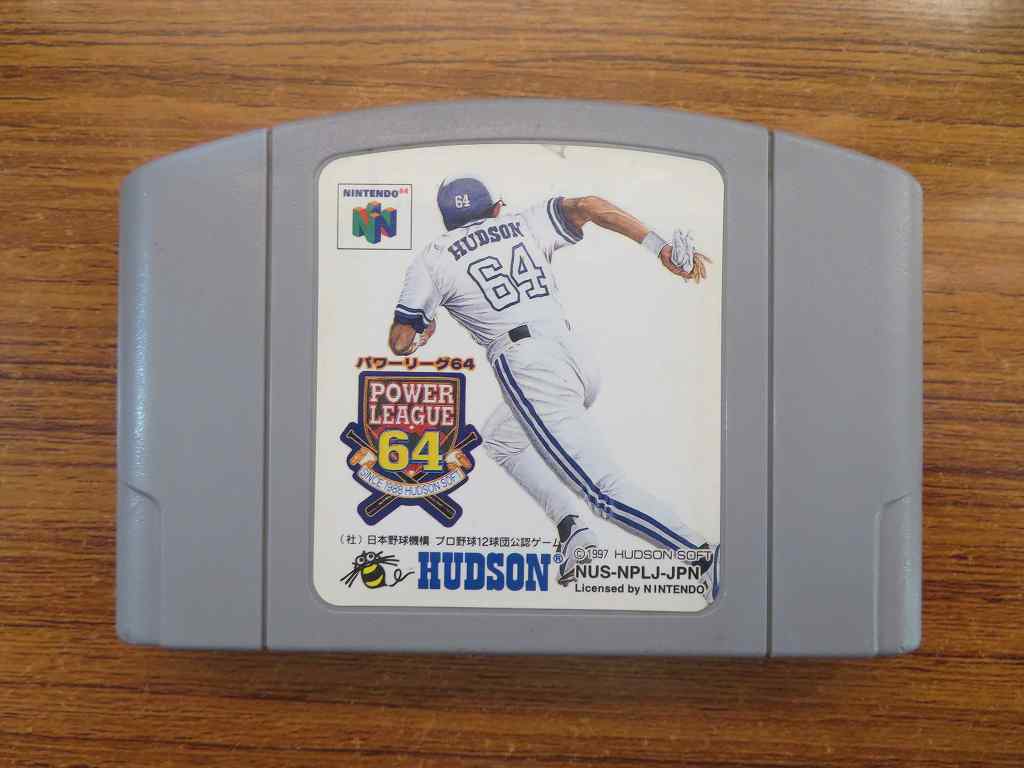 NINTENDO64
64
HUDSON
64
パワーリーグ64
POWER
LEAGUE
64
SINCE 1988 HUDSON SOFT
(社)日本野球機構 プロ野球12球団公認ゲーム
HUDSON®
©1997 HUDSON SOFT
NUS-NPLJ-JPN
Licensed by NINTENDO